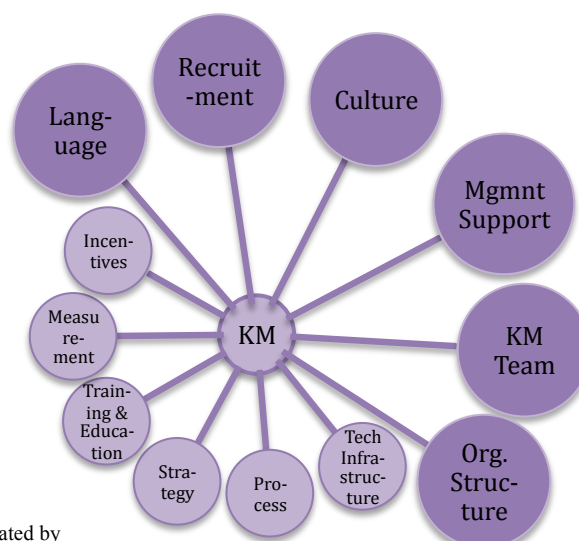 Recruit
-ment
Culture
Lang-
uage
Mgmnt
Support
Incen-
tives
KM
Measu
re-
ment
KM
Team
Train-
ing &
Educa-
tion
Tech
Infra-
struc-
ture
Org.
Struc-
ture
Stra-
tegy
Pro-
cess
ated by